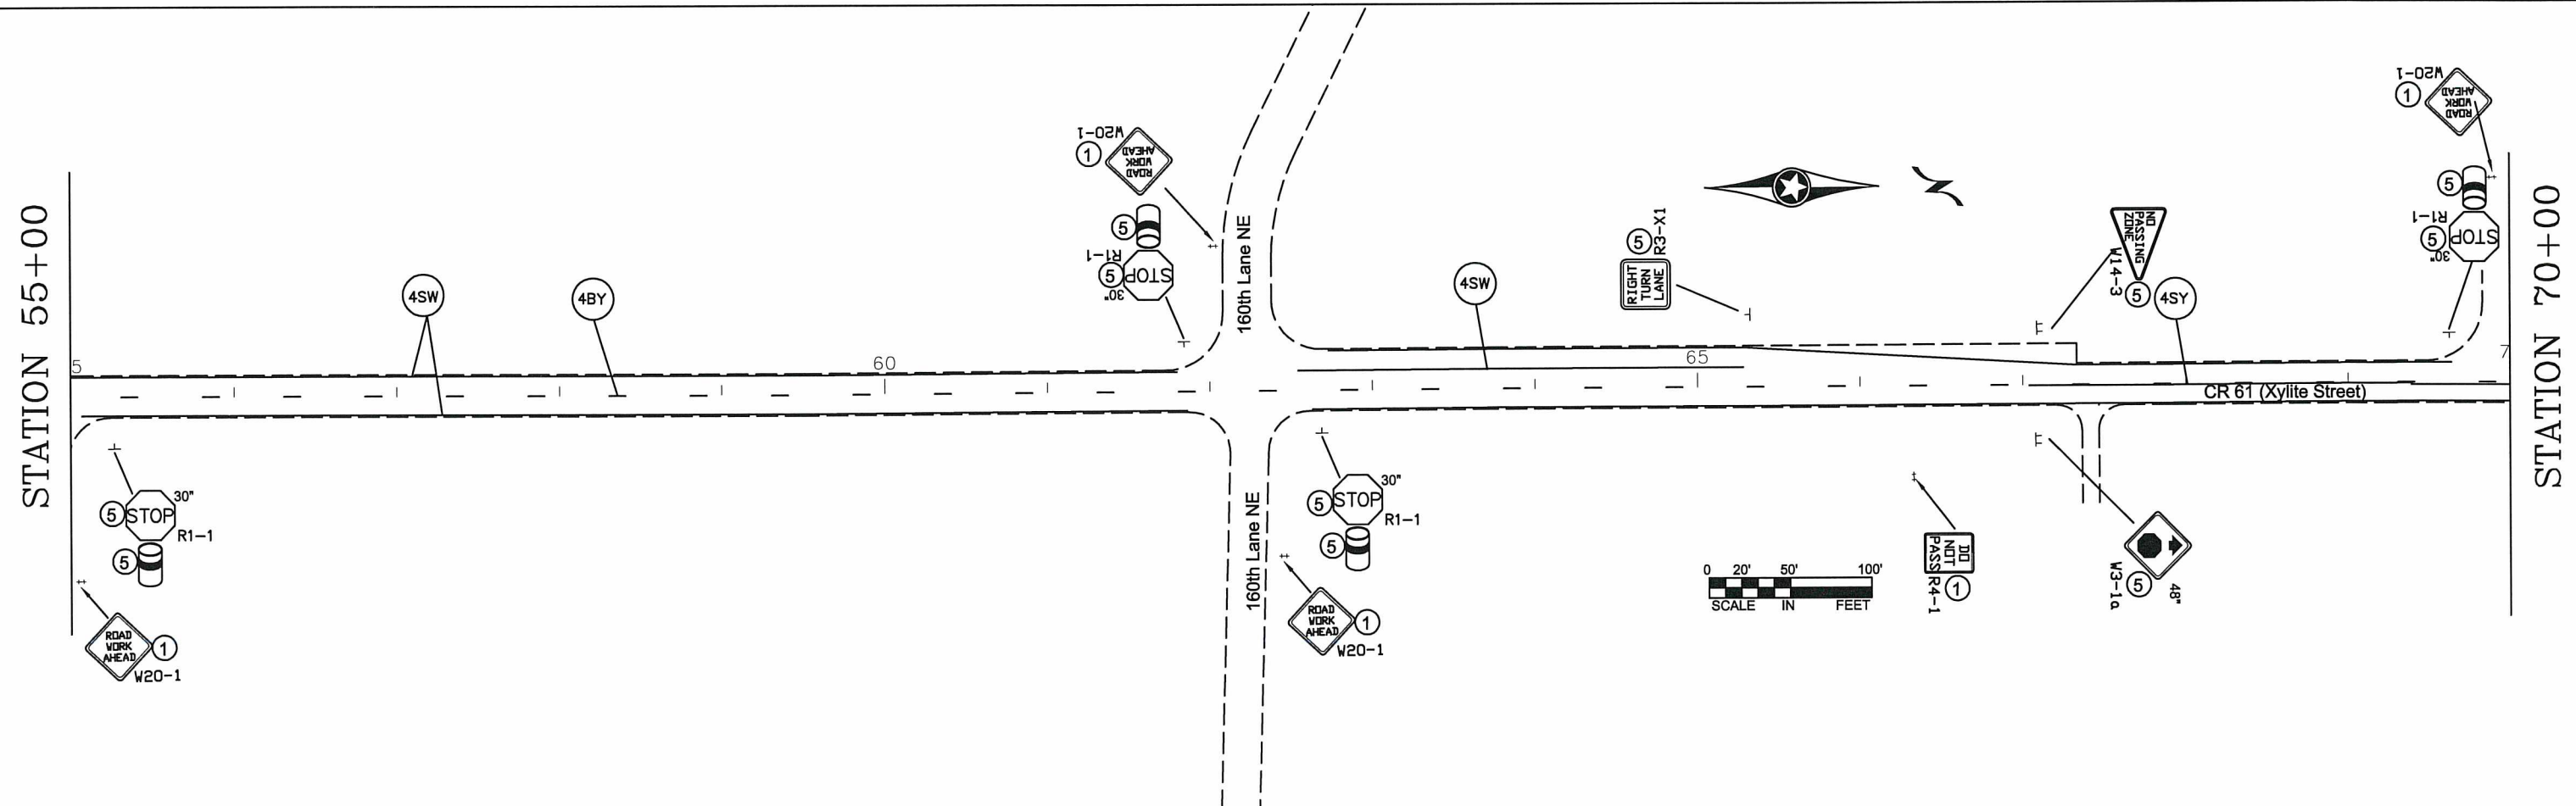 STATION 55+00
5
4SW
4BY
60
W20-1
1
ROAD
WORK
AHEAD
5
R1-1
5
STOP
30"
160th Lane NE
4SW
5
R3-X1
RIGHT
TURN
LANE
65
NO
PASSING
ZONE
W14-3
5
4SY
W20-1
1
ROAD
WORK
AHEAD
5
R1-1
5
STOP
30"
7
STATION 70+00
CR 61 (Xylite Street)
5
STOP
30"
R1-1
5
ROAD
WORK
AHEAD
1
W20-1
160th Lane NE
5
STOP
30"
R1-1
5
ROAD
WORK
AHEAD
1
W20-1
0 20' 50' 100'
SCALE IN FEET
DO
NOT
PASS
R4-1
1
W3-1a
5
48"